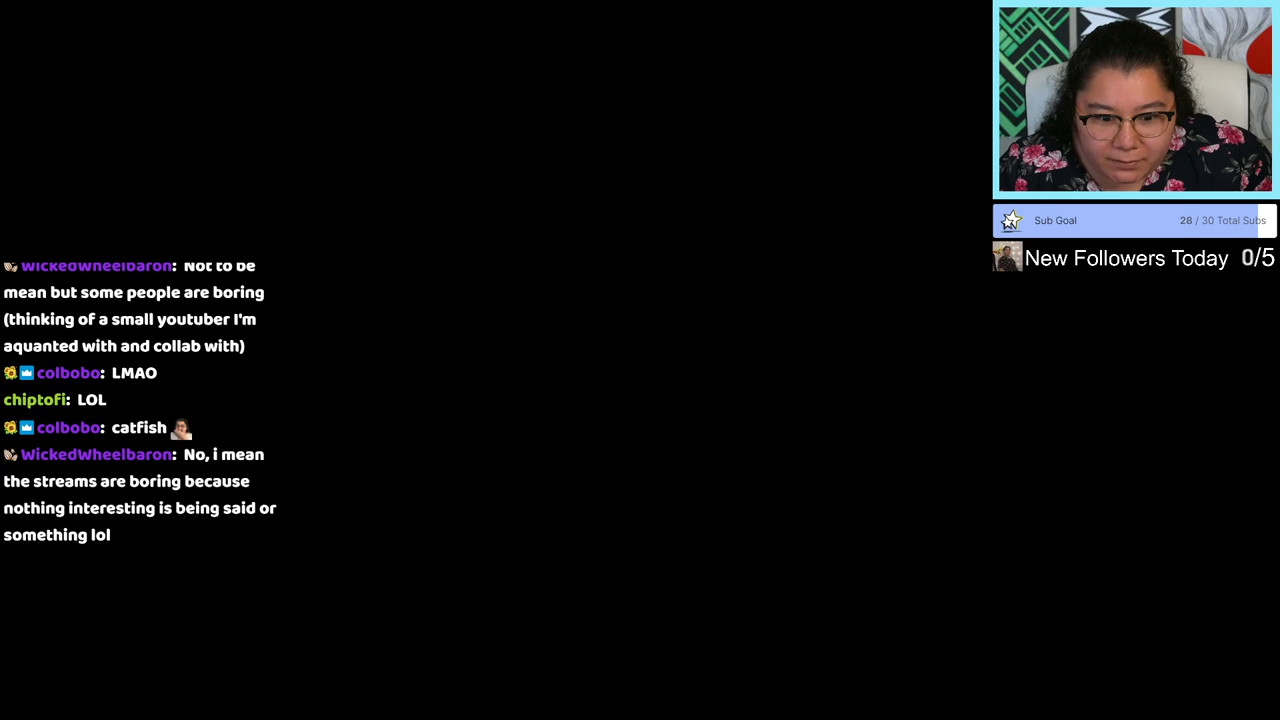 WickedWheelbaron: Not to be
mean but some people are boring
(thinking of a small youtuber I'm
aquanted with and collab with)
colbobo: LMAO
chiptofi: LOL
colbobo: catfish
WickedWheelbaron: No, i mean
the streams are boring because
nothing interesting is being said or
something lol
Sub Goal 28 / 30 Total Subs
New Followers Today 0/5